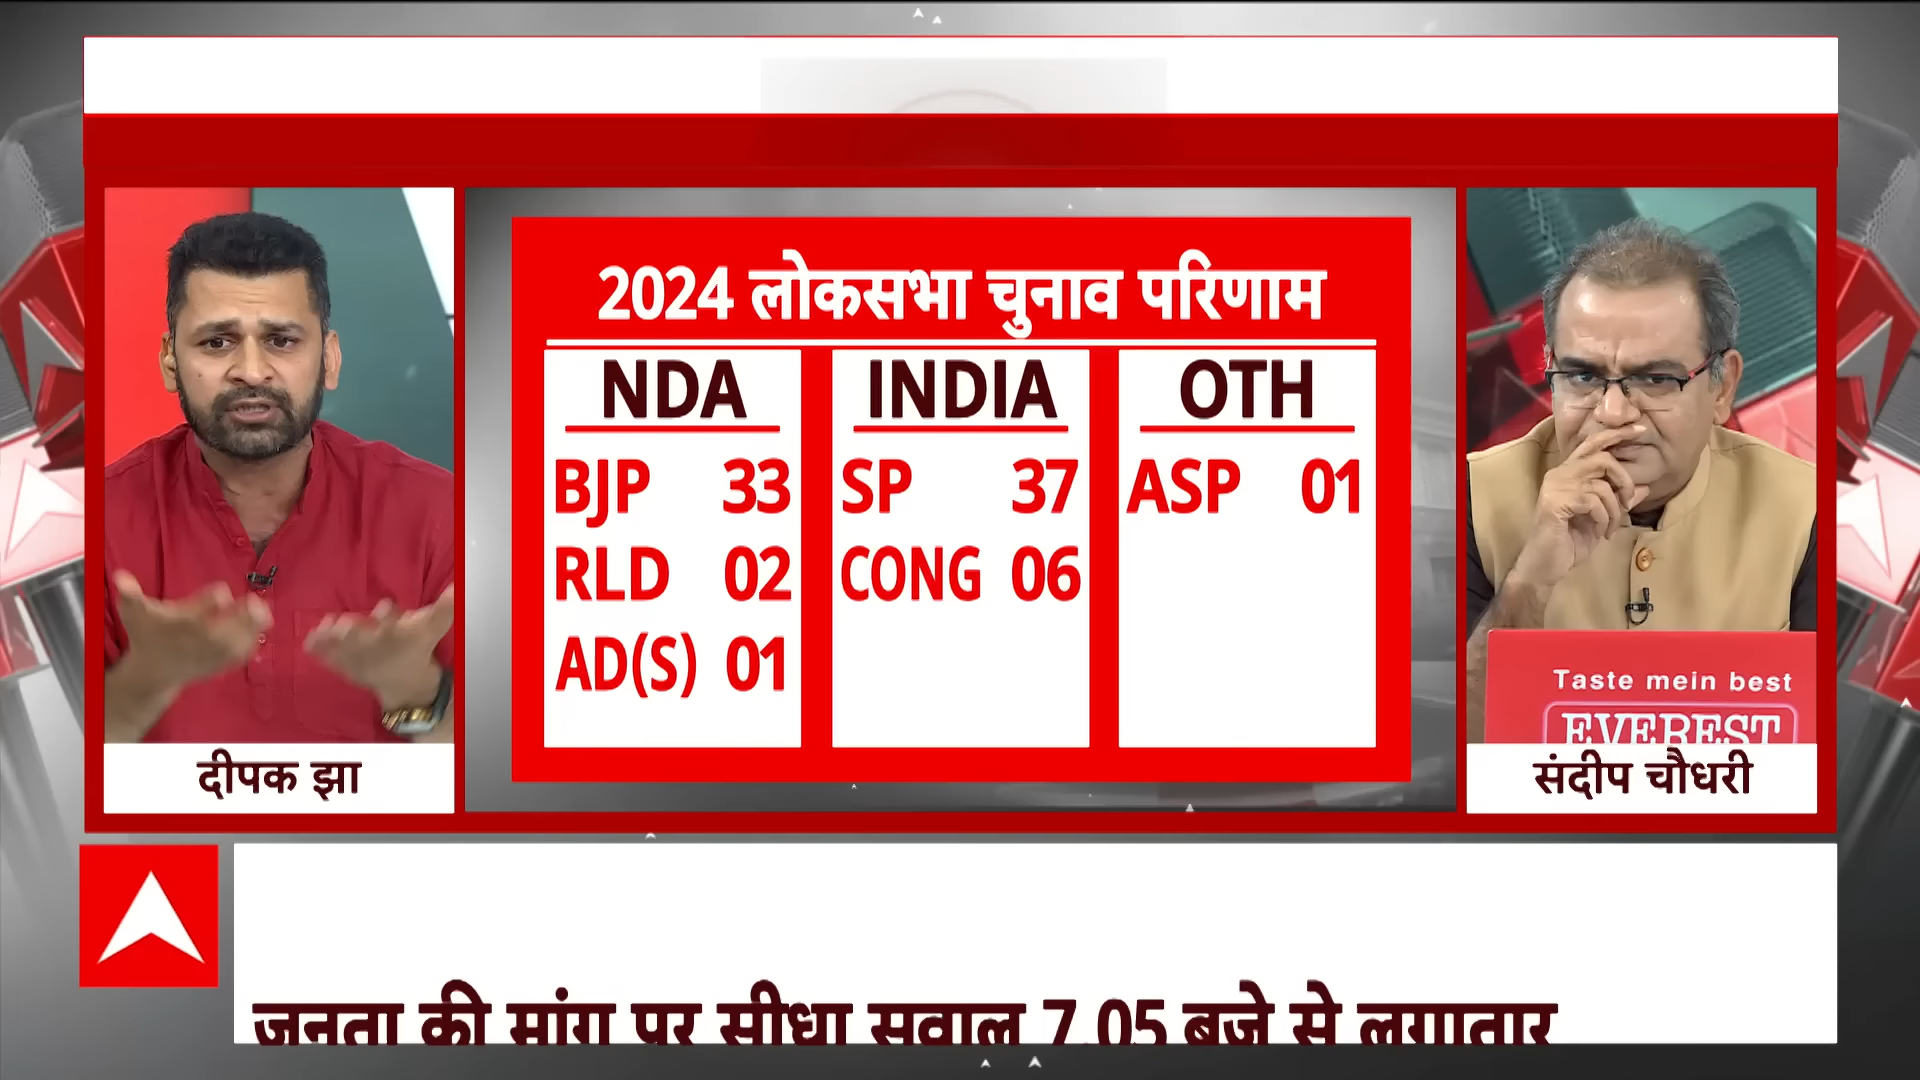 2024 लोकसभा चुनाव परिणाम
NDA
BJP 33
RLD 02
AD(S) 01
INDIA
SP 37
CONG 06
OTH
ASP 01
Taste mein best
EVEREST
दीपक झा
संदीप चौधरी
जनता की मांग पर सीधा सवाल 7.05 बजे से लगातार